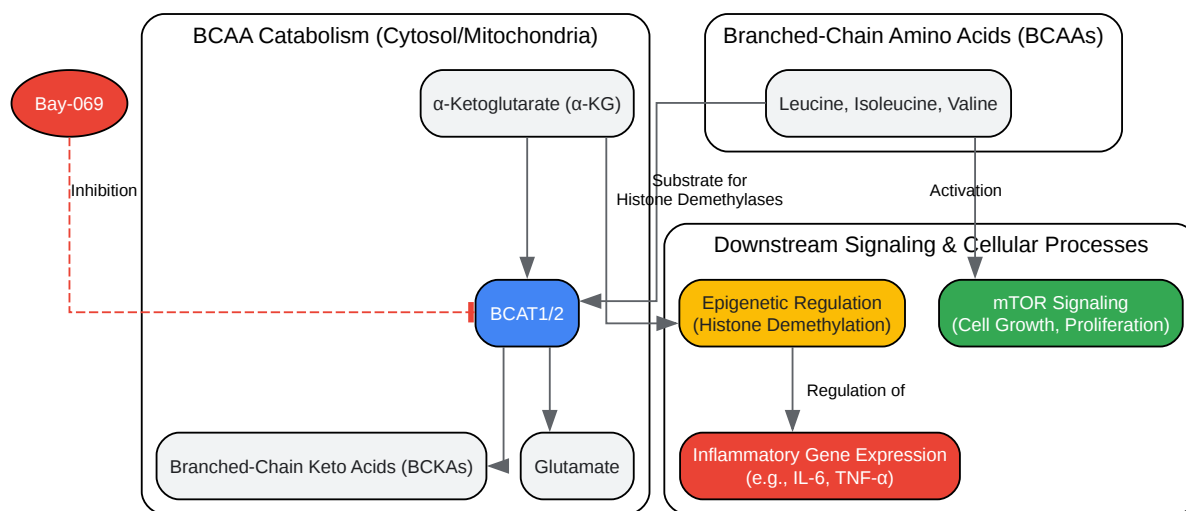 BCAA Catabolism (Cytosol/Mitochondria)
Branched-Chain Amino Acids (BCAAs)
Bay-069
α-Ketoglutarate (α-KG)
Leucine, Isoleucine, Valine
Inhibition
Substrate for
Histone Demethylases
Activation
Downstream Signaling & Cellular Processes
BCAT1/2
Epigenetic Regulation
(Histone Demethylation)
mTOR Signaling
(Cell Growth, Proliferation)
Regulation of
Branched-Chain Keto Acids (BCKAs)
Glutamate
Inflammatory Gene Expression
(e.g., IL-6, TNF-α)